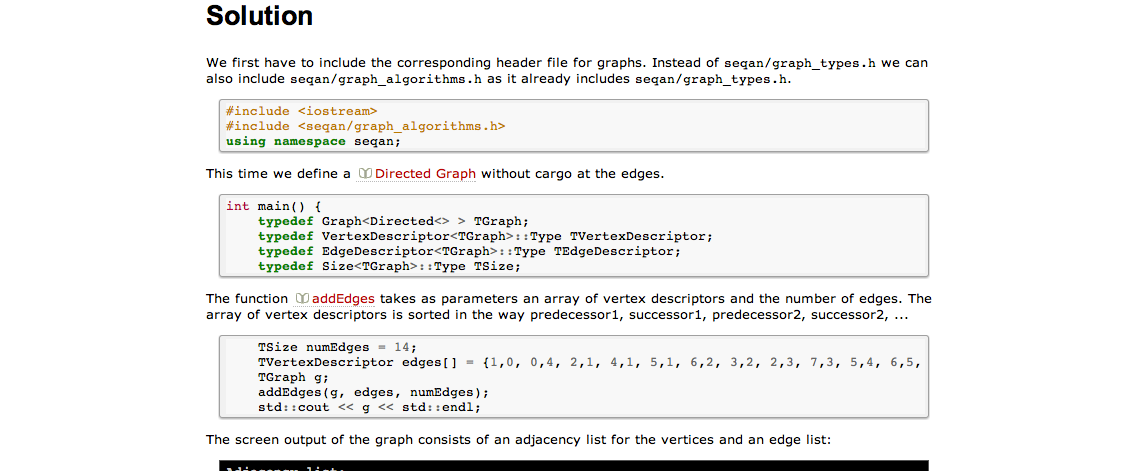 Solution
We first have to include the corresponding header file for graphs. Instead of seqan/graph_types.h we can
also include seqan/graph_algorithms.h as it already includes seqan/graph_types.h.
#include <iostream>
#include <seqan/graph_algorithms.h>
using namespace seqan;
This time we define a Directed Graph without cargo at the edges.
int main() {
    typedef Graph<Directed<> > TGraph;
    typedef VertexDescriptor<TGraph>::Type TVertexDescriptor;
    typedef EdgeDescriptor<TGraph>::Type TEdgeDescriptor;
    typedef Size<TGraph>::Type TSize;
The function addEdges takes as parameters an array of vertex descriptors and the number of edges. The
array of vertex descriptors is sorted in the way predecessor1, successor1, predecessor2, successor2, ...
    TSize numEdges = 14;
    TVertexDescriptor edges[] = {1,0, 0,4, 2,1, 4,1, 5,1, 6,2, 3,2, 2,3, 7,3, 5,4, 6,5,
    TGraph g;
    addEdges(g, edges, numEdges);
    std::cout << g << std::endl;
The screen output of the graph consists of an adjacency list for the vertices and an edge list:
Adjacency list: